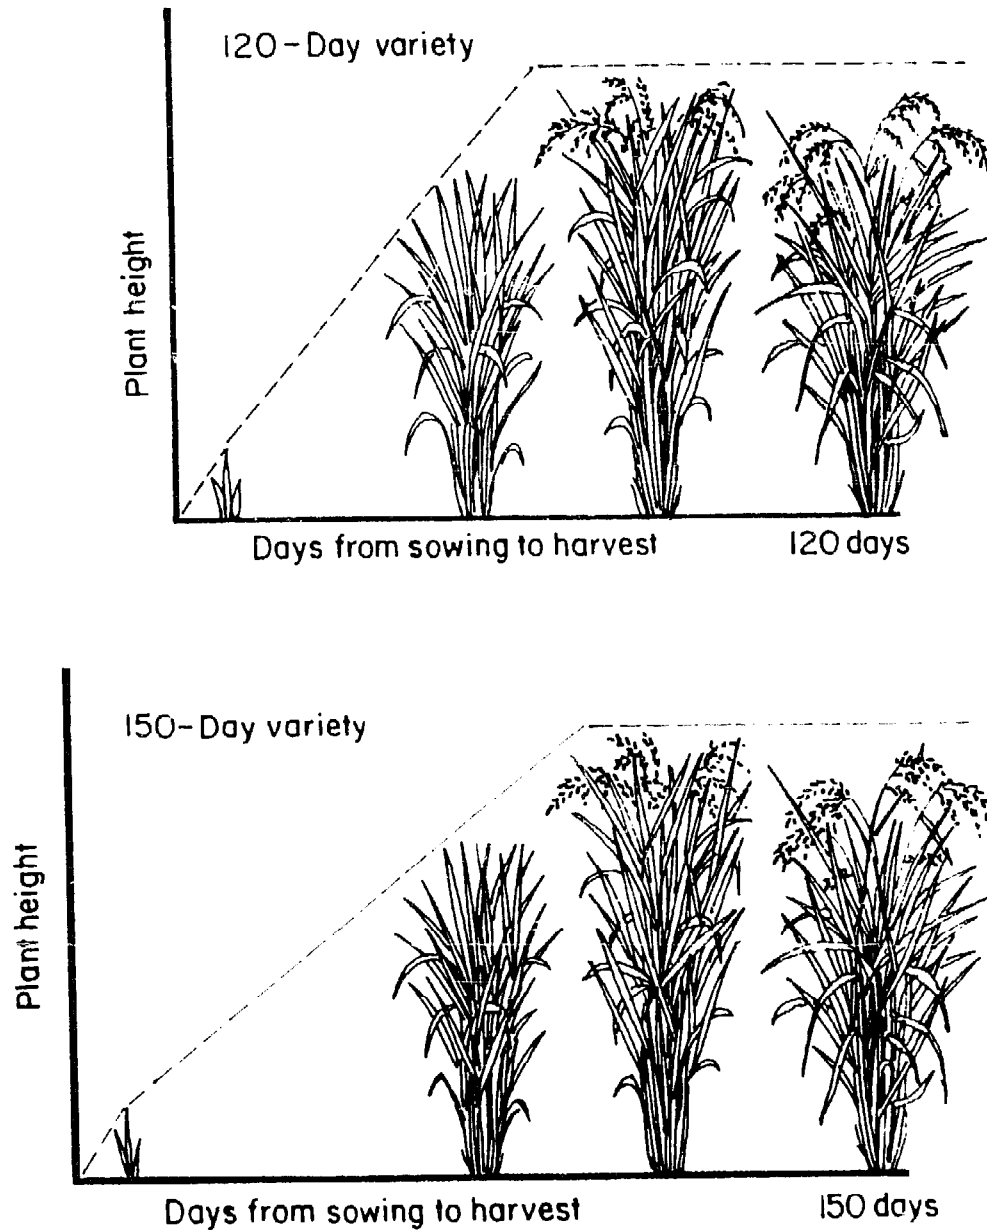 120-Day variety
Plant height
Days from sowing to harvest
120 days
150-Day variety
Plant height
Days from sowing to harvest
150 days